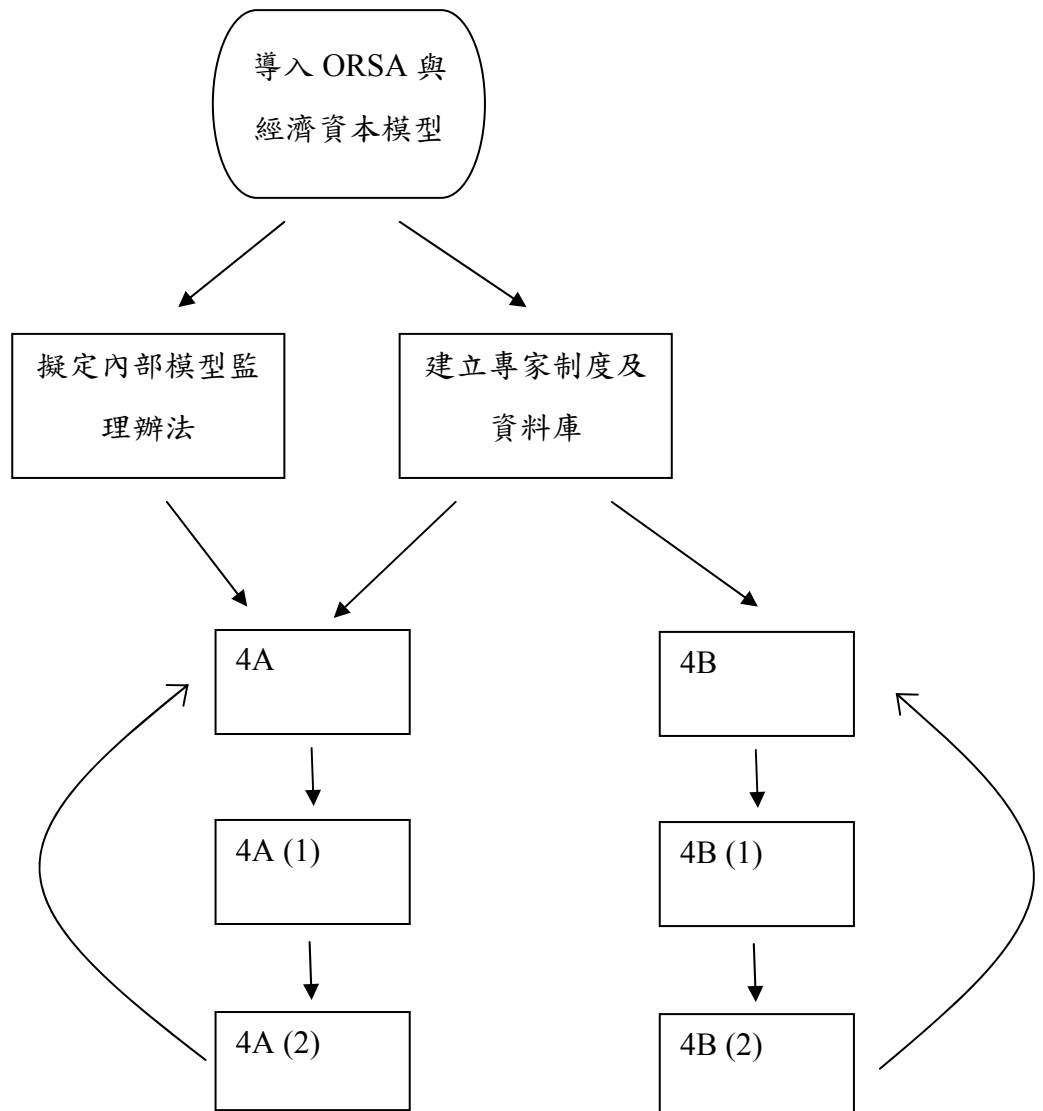 導入 ORSA 與
經濟資本模型
擬定內部模型監
理辦法
建立專家制度及
資料庫
4A
4B
4A (1)
4B (1)
4A (2)
4B (2)